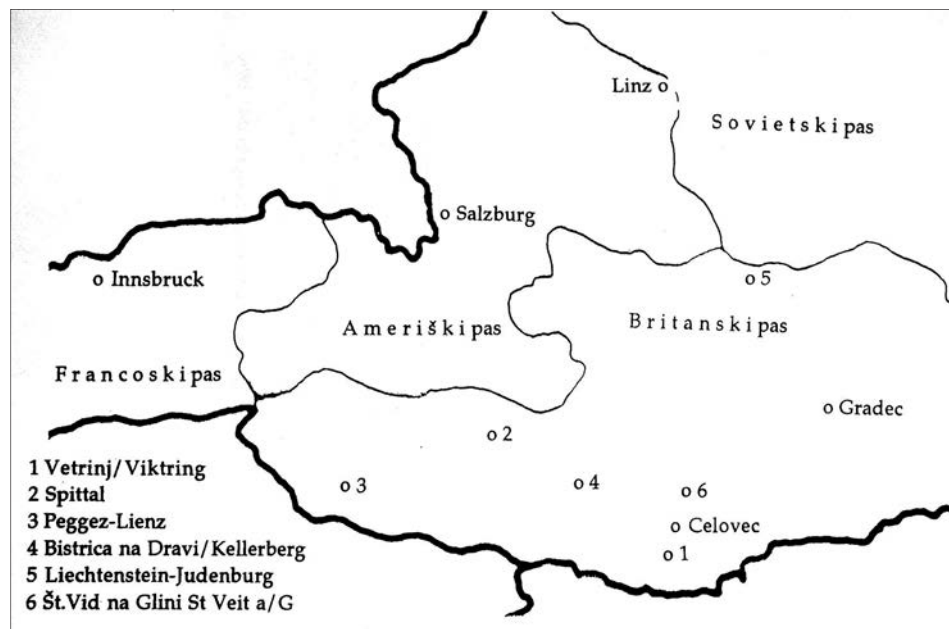 Linz
Sovietski pas
Salzburg
Innsbruck
5
Ameriški pas
Britanski pas
Francoski pas
Gradec
2
1 Vetrinj/Viktring
2 Spittal
3 Peggez-Lienz
4 Bistrica na Dravi/Kellerberg
5 Liechtenstein-Judenburg
6 Št.Vid na Glini St Veit a/G
3
4
6
Celovec
1